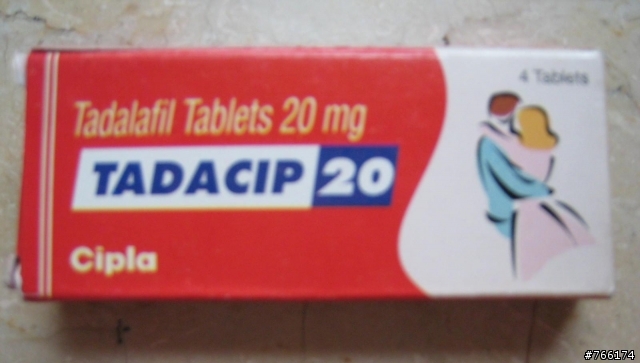 4 Tablets
Tadalafil Tablets 20 mg
TADACIP 20
Cipla
#766174